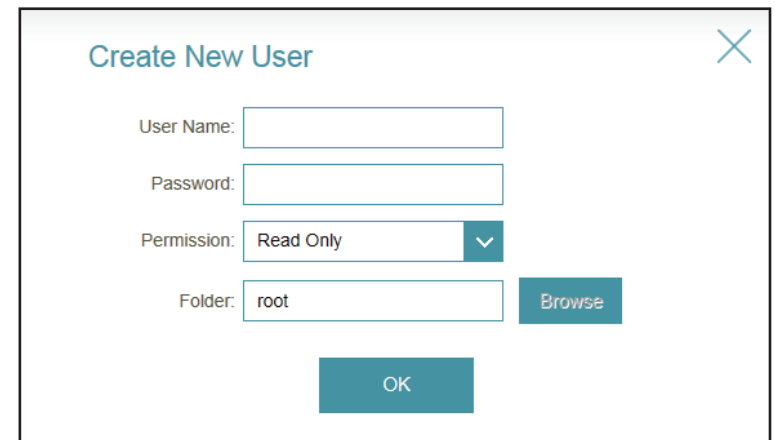 Create New User
User Name:
Password:
Permission: Read Only
Folder: root Browse
OK